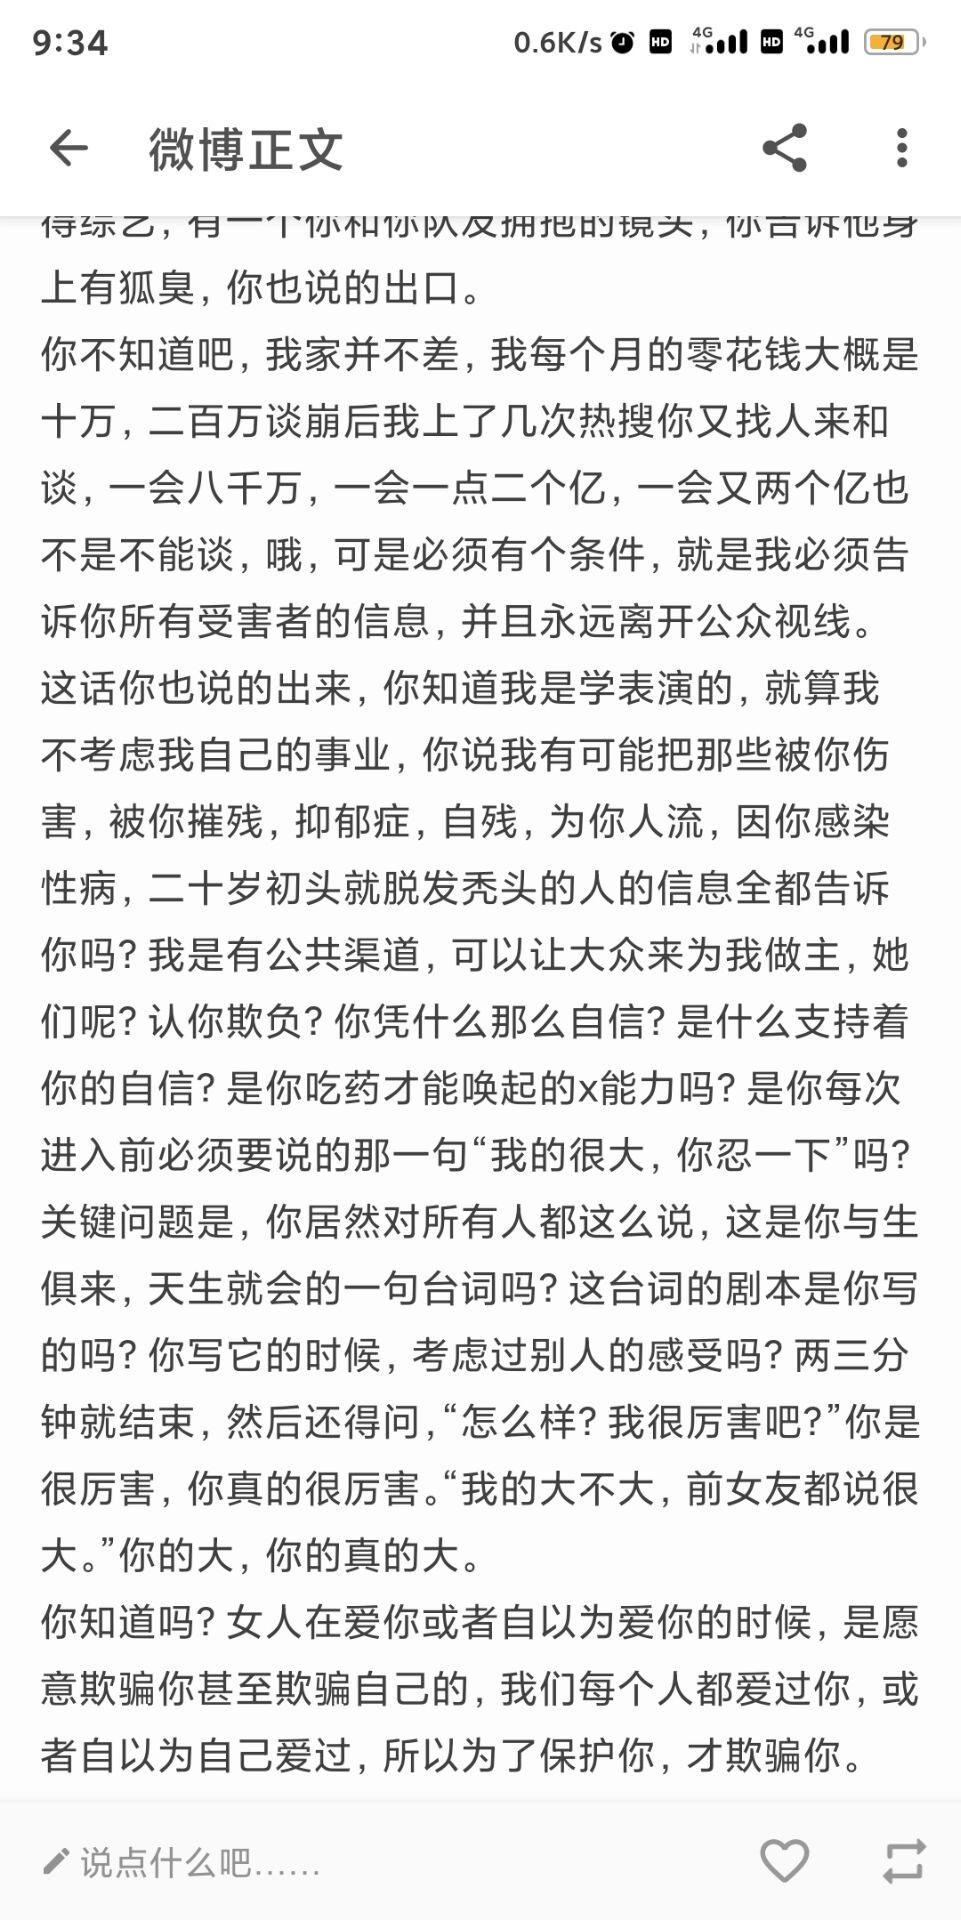 9:34
0.6K/s HD 4G HD 4G 79
微博正文
得综艺，有一个你和你队友拥抱的镜头，你告诉他身
上有狐臭，你也说的出口。
你不知道吧，我家并不差，我每个月的零花钱大概是
十万，二百万谈崩后我上了几次热搜你又找人来和
谈，一会八千万，一会一点二个亿，一会又两个亿也
不是不能谈，哦，可是必须有个条件，就是我必须告
诉你所有受害者的信息，并且永远离开公众视线。
这话你也说的出来，你知道我是学表演的，就算我
不考虑我自己的事业，你说我有可能把那些被你伤
害，被你摧残，抑郁症，自残，为你人流，因你感染
性病，二十岁初头就脱发秃头的人的信息全都告诉
你吗？我是有公共渠道，可以让大众来为我做主，她
们呢？认你欺负？你凭什么那么自信？是什么支持着
你的自信？是你吃药才能唤起的x能力吗？是你每次
进入前必须要说的那一句“我的很大，你忍一下”吗？
关键问题是，你居然对所有人都这么说，这是你与生
俱来，天生就会的一句台词吗？这台词的剧本是你写
的吗？你写它的时候，考虑过别人的感受吗？两三分
钟就结束，然后还得问，“怎么样？我很厉害吧？”你是
很厉害，你真的很厉害。“我的大不大，前女友都说很
大。”你的大，你的真的大。
你知道吗？女人在爱你或者自以为爱你的时候，是愿
意欺骗你甚至欺骗自己的，我们每个人都爱过你，或
者自以为自己爱过，所以为了保护你，才欺骗你。
说点什么吧......